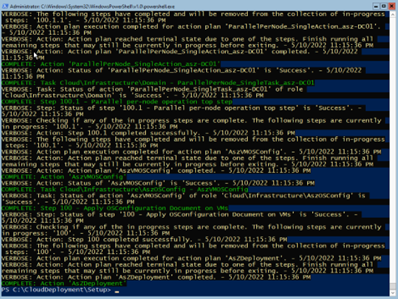 Administrator: C:\Windows\System32\WindowsPowerShell\v1.0\powershell.exe
VERBOSE: The following steps have completed and will be removed from the collection of in-progress
steps: '100.1.1'. - 5/10/2022 11:15:36 PM
VERBOSE: Action plan execution completed for action plan 'ParallelPerNode_SingleAction_asz-DC01'.
- 5/10/2022 11:15:36 PM
VERBOSE: Action: Action plan reached terminal state due to one of the steps. Finish running all
remaining steps that may still be currently in progress before exiting. - 5/10/2022 11:15:36 PM
VERBOSE: Action: Action plan 'ParallelPerNode_SingleAction_asz-DC01' completed. - 5/10/2022
11:15:36 PM
COMPLETE: Action 'ParallelPerNode_SingleAction_asz-DC01'
VERBOSE: Action: Status of 'ParallelPerNode_SingleAction_asz-DC01' is 'Success'. - 5/10/2022
11:15:36 PM
COMPLETE: Task Cloud\Infrastructure\Domain - ParallelPerNode_SingleTask_asz-DC01
VERBOSE: Task: Status of action 'ParallelPerNode_SingleAction_asz-DC01' of role
'Cloud\Infrastructure\Domain' is 'Success'. - 5/10/2022 11:15:36 PM
COMPLETE: Step 100.1 - Parallel per-node operation top step
VERBOSE: Step: Status of step '100.1 - Parallel per-node operation top step' is 'Success'. -
5/10/2022 11:15:36 PM
VERBOSE: Checking if any of the in progress steps are complete. The following steps are currently
in progress: '100.1'. - 5/10/2022 11:15:36 PM
VERBOSE: Action: Step 100.1 completed successfully. - 5/10/2022 11:15:36 PM
VERBOSE: The following steps have completed and will be removed from the collection of in-progress
steps: '100.1'. - 5/10/2022 11:15:36 PM
VERBOSE: Action execution completed for action plan 'AszVMOSConfig'. - 5/10/2022 11:15:36 PM
VERBOSE: Action: Action plan reached terminal state due to one of the steps. Finish running all
remaining steps that may still be currently in progress before exiting. - 5/10/2022 11:15:36 PM
VERBOSE: Action: Action plan 'AszVMOSConfig' completed. - 5/10/2022 11:15:36 PM
COMPLETE: Action 'AszVMOSConfig'
VERBOSE: Action: Status of 'AszVMOSConfig' is 'Success'. - 5/10/2022 11:15:36 PM
COMPLETE: Task Cloud\Infrastructure\AszOSConfig - AszVMOSConfig
VERBOSE: Task: Status of action 'AszVMOSConfig' of role 'Cloud\Infrastructure\AszOSConfig' is
'Success'. - 5/10/2022 11:15:36 PM
COMPLETE: Step 100 - Apply OSConfiguration Document on VMs
VERBOSE: Step: Status of step '100 - Apply OSConfiguration Document on VMs' is 'Success'. -
5/10/2022 11:15:36 PM
VERBOSE: Checking if any of the in progress steps are complete. The following steps are currently
in progress: '100'. - 5/10/2022 11:15:36 PM
VERBOSE: Action: Step 100 completed successfully. - 5/10/2022 11:15:36 PM
VERBOSE: The following steps have completed and will be removed from the collection of in-progress
steps: '100'. - 5/10/2022 11:15:36 PM
VERBOSE: Action plan execution completed for action plan 'AszDeployment'. - 5/10/2022 11:15:36 PM
VERBOSE: Action: Action plan reached terminal state due to one of the steps. Finish running all
remaining steps that may still be currently in progress before exiting. - 5/10/2022 11:15:36 PM
VERBOSE: Action: Action plan 'AszDeployment' completed. - 5/10/2022 11:15:36 PM
COMPLETE: Action 'AszDeployment'
PS C:\CloudDeployment\Setup>